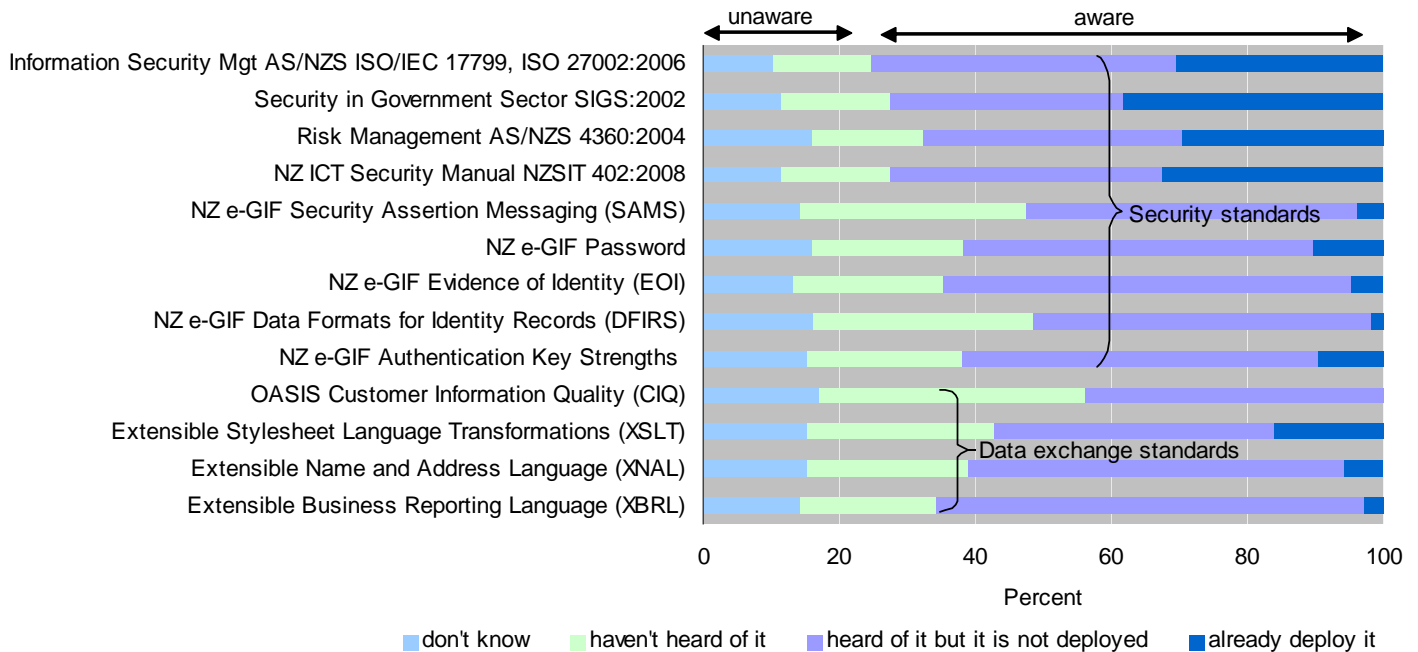 unaware aware
Information Security Mgt AS/NZS ISO/IEC 17799, ISO 27002:2006
Security in Government Sector SIGS:2002
Risk Management AS/NZS 4360:2004
NZ ICT Security Manual NZSIT 402:2008
NZ e-GIF Security Assertion Messaging (SAMS)
Security standards
NZ e-GIF Password
NZ e-GIF Evidence of Identity (EOI)
NZ e-GIF Data Formats for Identity Records (DFIRS)
NZ e-GIF Authentication Key Strengths
OASIS Customer Information Quality (CIQ)
Extensible Stylesheet Language Transformations (XSLT)
Data exchange standards
Extensible Name and Address Language (XNAL)
Extensible Business Reporting Language (XBRL)
0 20 40 60 80 100
Percent
don't know haven't heard of it heard of it but it is not deployed already deploy it